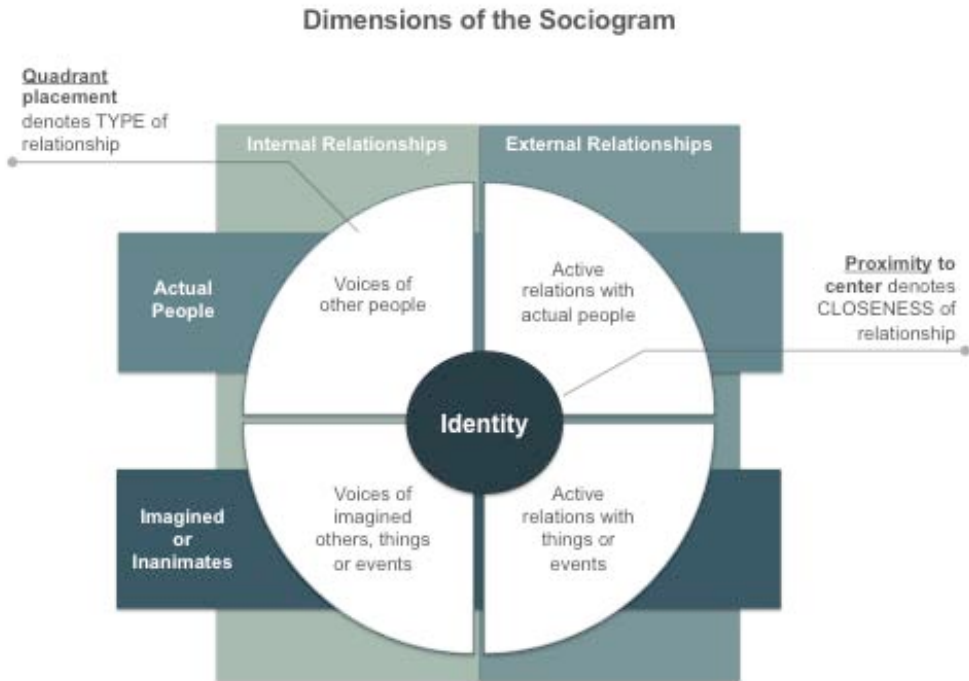 Dimensions of the Sociogram
Quadrant
placement
denotes TYPE of
relationship
Internal Relationships
External Relationships
Actual
People
Voices of
other people
Active
relations with
actual people
Proximity to
center denotes
CLOSENESS of
relationship
Identity
Imagined
or
Inanimates
Voices of
imagined
others, things
or events
Active
relations with
things or
events